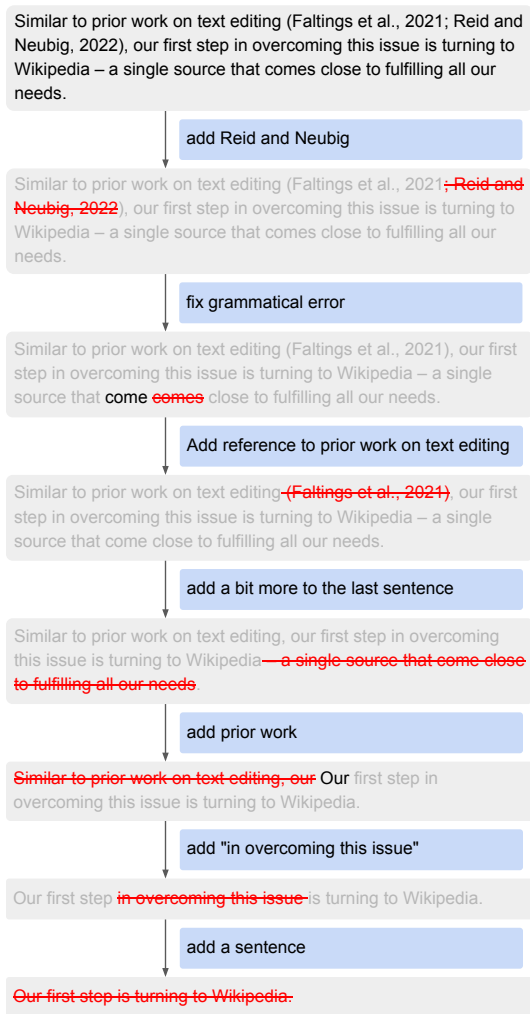 Similar to prior work on text editing (Faltings et al., 2021; Reid and
Neubig, 2022), our first step in overcoming this issue is turning to
Wikipedia – a single source that comes close to fulfilling all our
needs.
add Reid and Neubig
Similar to prior work on text editing (Faltings et al., 2021; Reid and
Neubig, 2022), our first step in overcoming this issue is turning to
Wikipedia – a single source that comes close to fulfilling all our
needs.
fix grammatical error
Similar to prior work on text editing (Faltings et al., 2021), our first
step in overcoming this issue is turning to Wikipedia – a single
source that come comes close to fulfilling all our needs.
Add reference to prior work on text editing
Similar to prior work on text editing (Faltings et al., 2021), our first
step in overcoming this issue is turning to Wikipedia – a single
source that come close to fulfilling all our needs.
add a bit more to the last sentence
Similar to prior work on text editing, our first step in overcoming
this issue is turning to Wikipedia – a single source that come close
to fulfilling all our needs.
add prior work
Similar to prior work on text editing, our Our first step in
overcoming this issue is turning to Wikipedia.
add "in overcoming this issue"
Our first step in overcoming this issue is turning to Wikipedia.
add a sentence
Our first step is turning to Wikipedia.